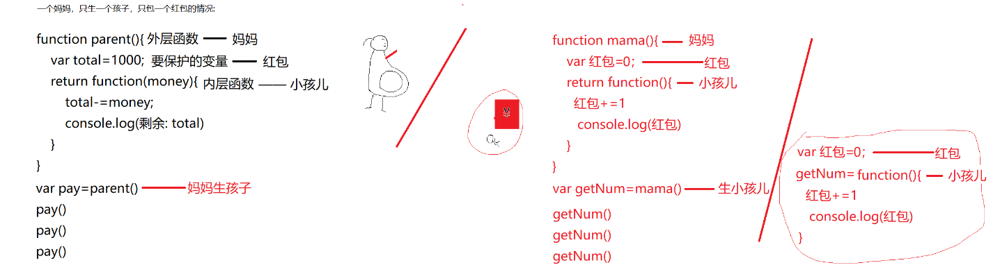 一个妈妈，只生一个孩子，只包一个红包的情况:
function parent(){ 外层函数 —— 妈妈
var total=1000; 要保护的变量 —— 红包
return function(money){ 内层函数 —— 小孩儿
total-=money;
console.log(剩余: total)
}
}
var pay=parent() —— 妈妈生孩子
pay()
pay()
pay()
¥
function mama(){ — 妈妈
var 红包=0; —— 红包
return function(){ — 小孩儿
红包+=1
console.log(红包)
}
}
var getNum=mama() — 生小孩儿
getNum()
getNum()
getNum()
var 红包=0; —— 红包
getNum= function(){ — 小孩儿
红包+=1
console.log(红包)
}